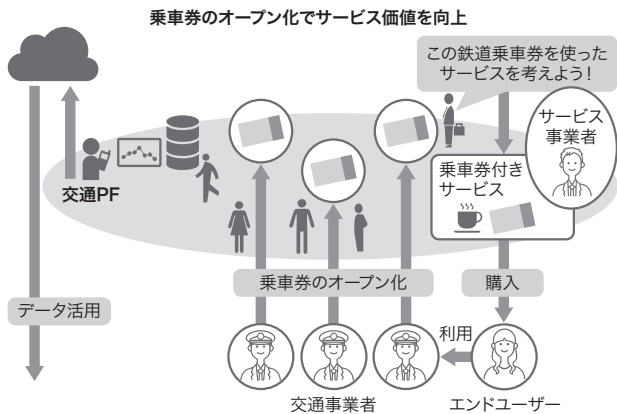 乗車券のオープン化でサービス価値を向上
この鉄道乗車券を使った
サービスを考えよう!
サービス
事業者
乗車券付き
サービス
交通PF
乗車券のオープン化
購入
データ活用
利用
交通事業者
エンドユーザー